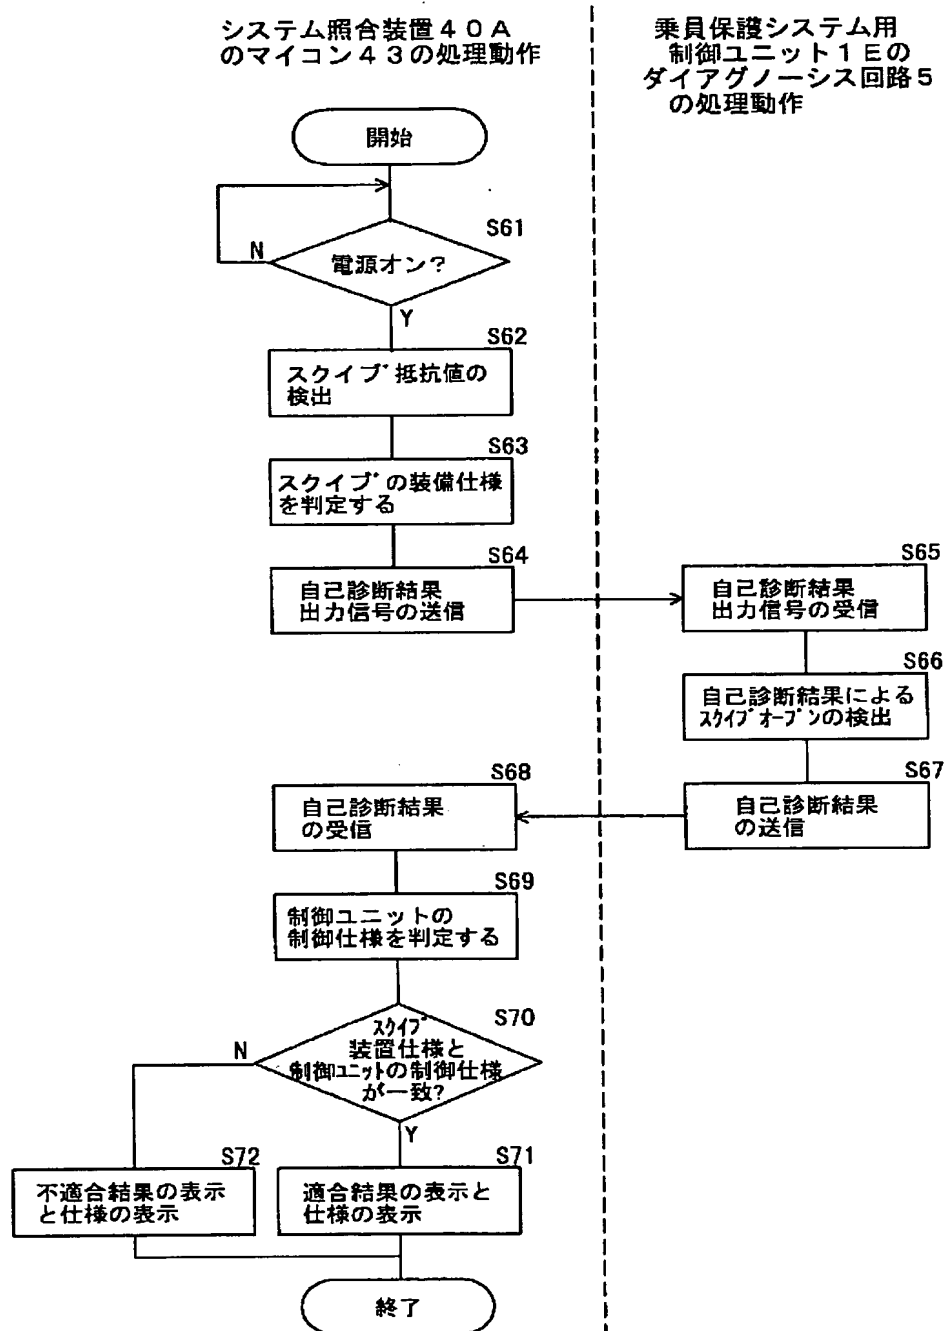 システム照合装置40A
のマイコン43の処理動作
乗員保護システム用
制御ユニット1Eの
ダイアグノーシス回路5
の処理動作
開始
S61
電源オン?
N
Y
S62
スクイブ抵抗値の
検出
S63
スクイブの装備仕様
を判定する
S64
自己診断結果
出力信号の送信
S65
自己診断結果
出力信号の受信
S66
自己診断結果による
スクイブオープンの検出
S67
自己診断結果
の送信
S68
自己診断結果
の受信
S69
制御ユニットの
制御仕様を判定する
S70
スクイブ
装置仕様と
制御ユニットの制御仕様
が一致?
N
Y
S72
不適合結果の表示
と仕様の表示
S71
適合結果の表示と
仕様の表示
終了